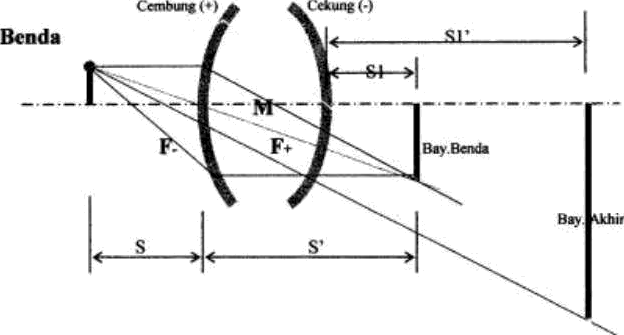 Cembung (+) Cekung (-)
Benda
S1'
S1
M
F- F+
Bay.Benda
Bay. Akhir
S S'